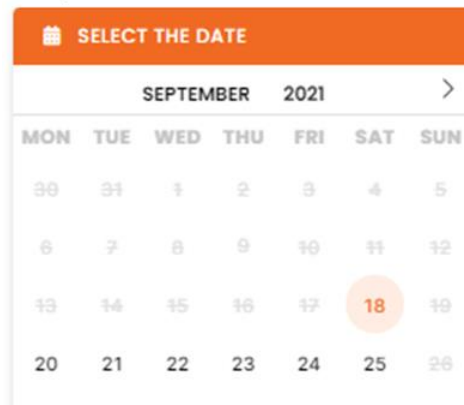 SELECT THE DATE
SEPTEMBER 2021
MON TUE WED THU FRI SAT SUN
30 31 1 2 3 4 5
6 7 8 9 10 11 12
13 14 15 16 17 18 19
20 21 22 23 24 25 26